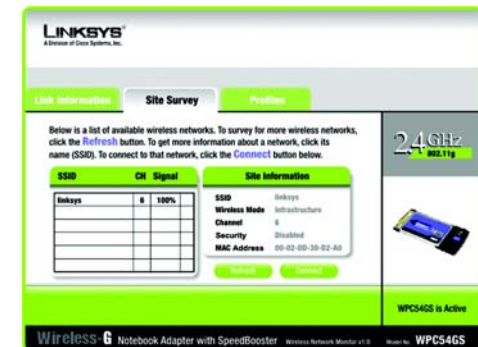 LINKSYS®
A Division of Cisco Systems, Inc.
Link Information
Site Survey
Profiles
Below is a list of available wireless networks. To survey for more wireless networks,
click the Refresh button. To get more information about a network, click its
name (SSID). To connect to that network, click the Connect button below.
SSID CH Signal
linksys 6 100%
Site Information
SSID linksys
Wireless Mode Infrastructure
Channel 6
Security Disabled
MAC Address 00-02-DD-30-02-A0
Refresh
Connect
2.4GHz
802.11g
WPC54GS is Active
Wireless-G Notebook Adapter with SpeedBooster Wireless Network Monitor v1.0 Model No. WPC54GS